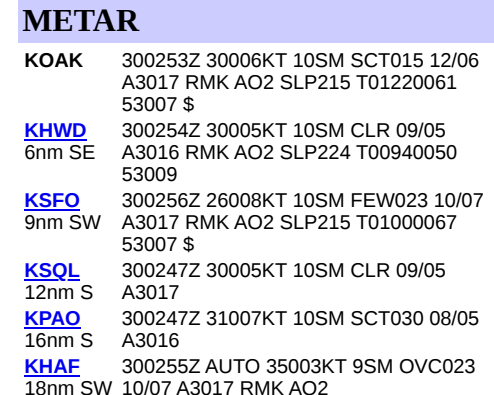 METAR
KOAK 300253Z 30006KT 10SM SCT015 12/06
A3017 RMK AO2 SLP215 T01220061
53007 $
KHWD 300254Z 30005KT 10SM CLR 09/05
6nm SE A3016 RMK AO2 SLP224 T00940050
53009
KSFO 300256Z 26008KT 10SM FEW023 10/07
9nm SW A3017 RMK AO2 SLP215 T01000067
53007 $
KSQL 300247Z 30005KT 10SM CLR 09/05
12nm S A3017
KPAO 300247Z 31007KT 10SM SCT030 08/05
16nm S A3016
KHAF 300255Z AUTO 35003KT 9SM OVC023
18nm SW 10/07 A3017 RMK AO2